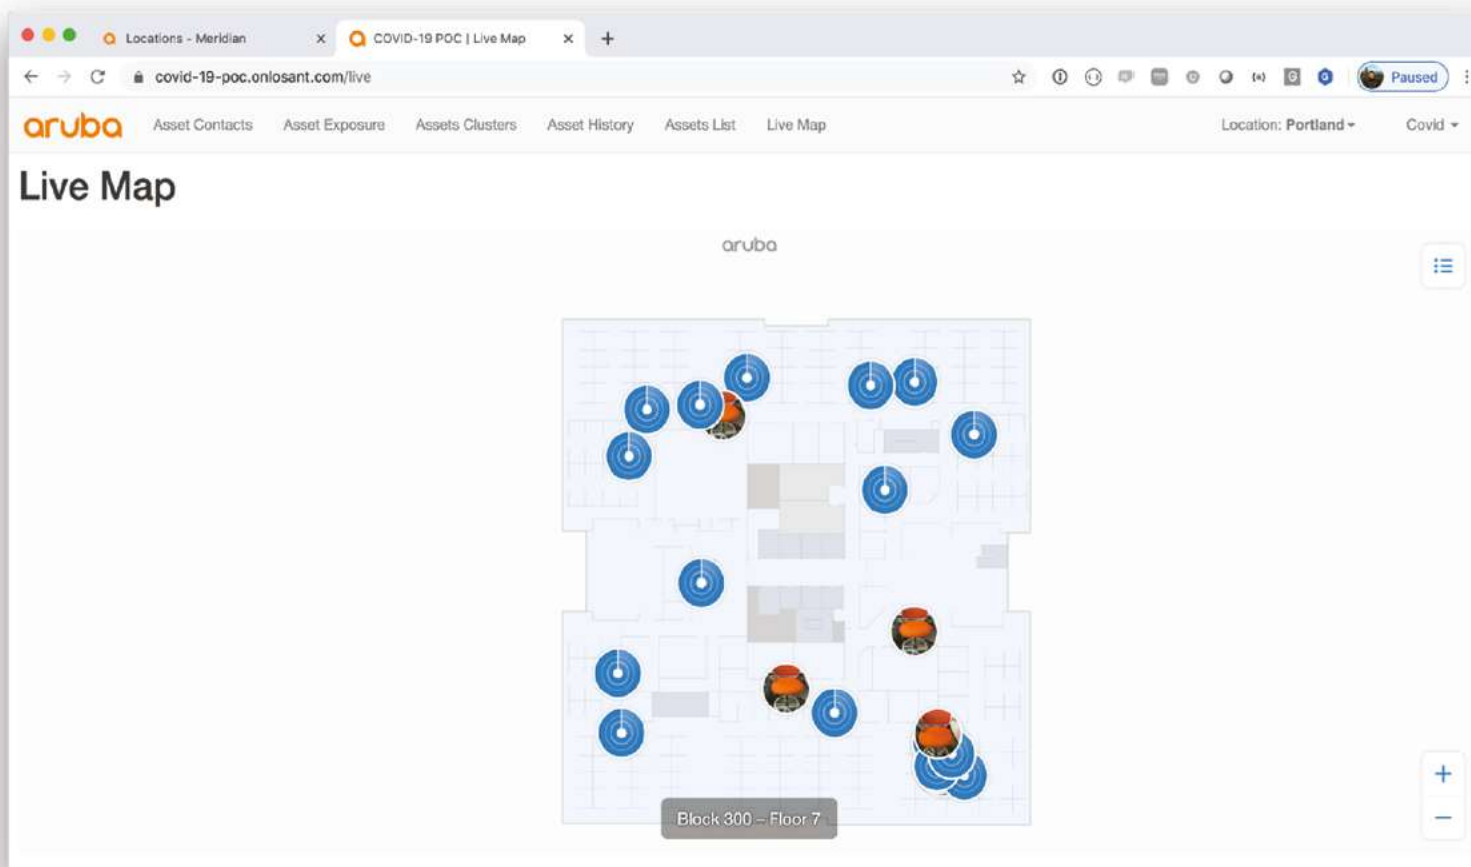 Locations - Meridian
COVID-19 POC | Live Map
covid-19-poc.onlosant.com/live
Paused
aruba
Asset Contacts
Asset Exposure
Assets Clusters
Asset History
Assets List
Live Map
Location: Portland
Covid
Live Map
aruba
Block 300 – Floor 7